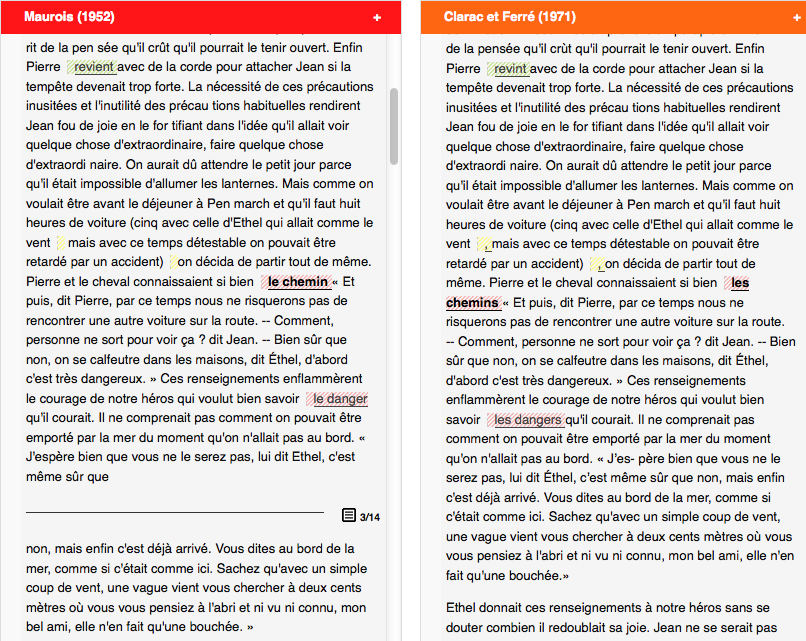 Maurois (1952) +
rit de la pen sée qu'il crût qu'il pourrait le tenir ouvert. Enfin
Pierre revient avec de la corde pour attacher Jean si la
tempête devenait trop forte. La nécessité de ces précautions
inusitées et l'inutilité des précau tions habituelles rendirent
Jean fou de joie en le for tifiant dans l'idée qu'il allait voir
quelque chose d'extraordinaire, faire quelque chose
d'extraordi naire. On aurait dû attendre le petit jour parce
qu'il était impossible d'allumer les lanternes. Mais comme on
voulait être avant le déjeuner à Pen march et qu'il faut huit
heures de voiture (cinq avec celle d'Ethel qui allait comme le
vent mais avec ce temps détestable on pouvait être
retardé par un accident) on décida de partir tout de même.
Pierre et le cheval connaissaient si bien le chemin « Et
puis, dit Pierre, par ce temps nous ne risquerons pas de
rencontrer une autre voiture sur la route. -- Comment,
personne ne sort pour voir ça ? dit Jean. -- Bien sûr que
non, on se calfeutre dans les maisons, dit Éthel, d'abord
c'est très dangereux. » Ces renseignements enflammèrent
le courage de notre héros qui voulut bien savoir le danger
qu'il courait. Il ne comprenait pas comment on pouvait être
emporté par la mer du moment qu'on n'allait pas au bord. «
J'espère bien que vous ne le serez pas, lui dit Ethel, c'est
même sûr que
3/14
non, mais enfin c'est déjà arrivé. Vous dites au bord de la
mer, comme si c'était comme ici. Sachez qu'avec un simple
coup de vent, une vague vient vous chercher à deux cents
mètres où vous vous pensiez à l'abri et ni vu ni connu, mon
bel ami, elle n'en fait qu'une bouchée. »
Clarac et Ferré (1971) +
de la pensée qu'il crùt qu'il pourrait le tenir ouvert. Enfin
Pierre revint avec de la corde pour attacher Jean si la
tempête devenait trop forte. La nécessité de ces précautions
inusitées et l'inutilité des précau tions habituelles rendirent
Jean fou de joie en le for tifiant dans l'idée qu'il allait voir
quelque chose d'extraordinaire, faire quelque chose
d'extraordi naire. On aurait dû attendre le petit jour parce
qu'il était impossible d'allumer les lanternes. Mais comme on
voulait être avant le déjeuner à Pen march et qu'il faut huit
heures de voiture (cinq avec celle d'Ethel qui allait comme le
vent , mais avec ce temps détestable on pouvait être
retardé par un accident) , on décida de partir tout de
même. Pierre et le cheval connaissaient si bien les
chemins « Et puis, dit Pierre, par ce temps nous ne
risquerons pas de rencontrer une autre voiture sur la route.
-- Comment, personne ne sort pour voir ça ? dit Jean. -- Bien
sûr que non, on se calfeutre dans les maisons, dit Éthel,
d'abord c'est très dangereux. » Ces renseignements
enflammèrent le courage de notre héros qui voulut bien
savoir les dangers qu'il courait. Il ne comprenait pas
comment on pouvait être emporté par la mer du moment
qu'on n'allait pas au bord. « J'es- père bien que vous ne le
serez pas, lui dit Éthel, c'est même sûr que non, mais enfin
c'est déjà arrivé. Vous dites au bord de la mer, comme si
c'était comme ici. Sachez qu'avec un simple coup de vent,
une vague vient vous chercher à deux cents mètres où vous
vous pensiez à l'abri et ni vu ni connu, mon bel ami, elle n'en
fait qu'une bouchée.»
Ethel donnait ces renseignements à notre héros sans se
douter combien il redoublait sa joie. Jean ne se serait pas